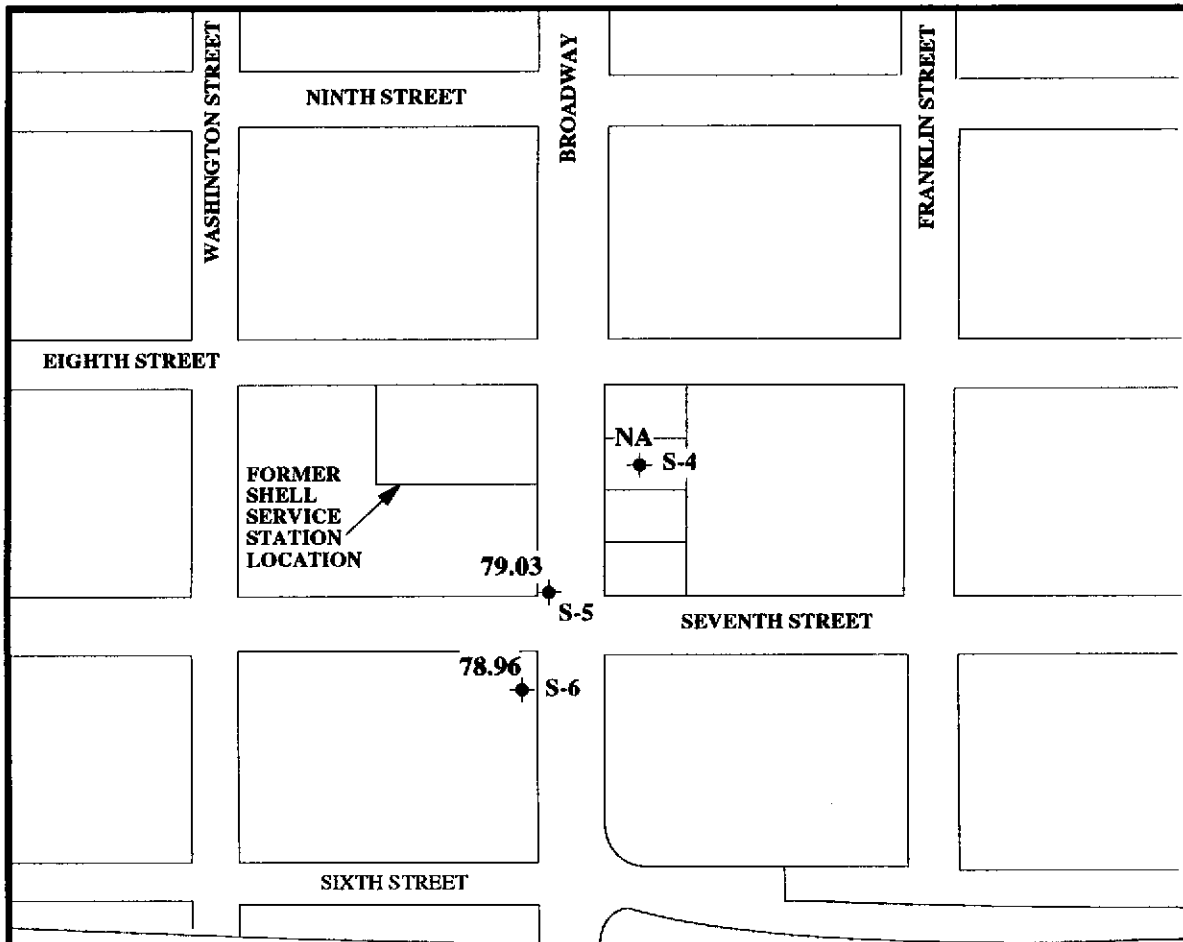 WASHINGTON STREET
NINTH STREET
BROADWAY
FRANKLIN STREET
EIGHTH STREET
NA
S-4
FORMER
SHELL
SERVICE
STATION
LOCATION
79.03
S-5
SEVENTH STREET
78.96
S-6
SIXTH STREET